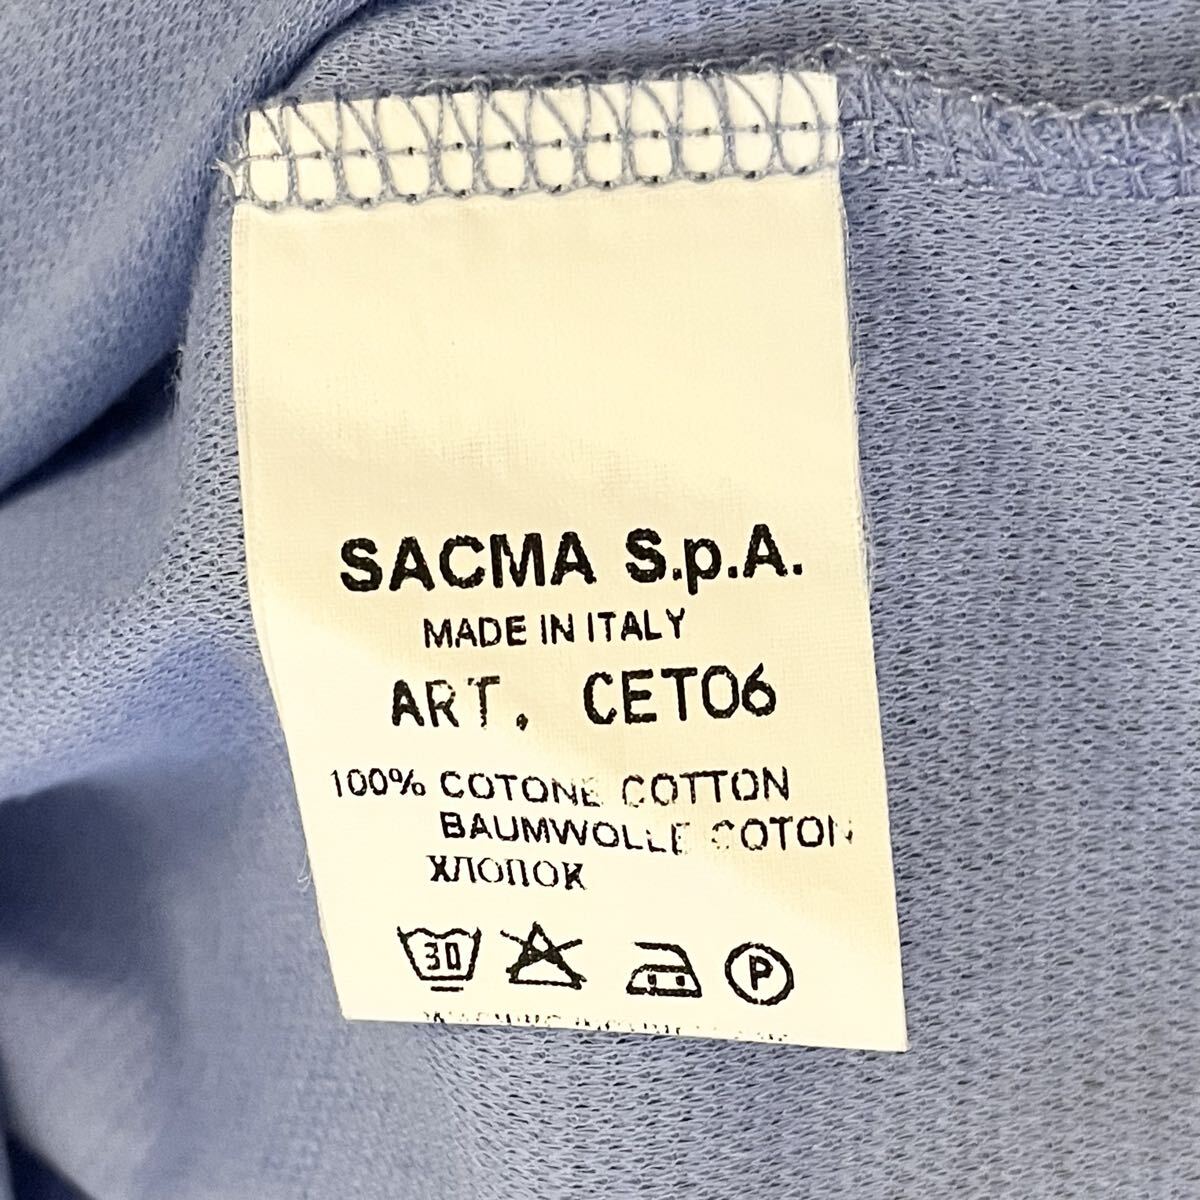 SACMA S.p.A.
MADE IN ITALY
ART. CET06
100% COTONE COTTON
BAUMWOLLE COTON
ХЛОПОК
30
P